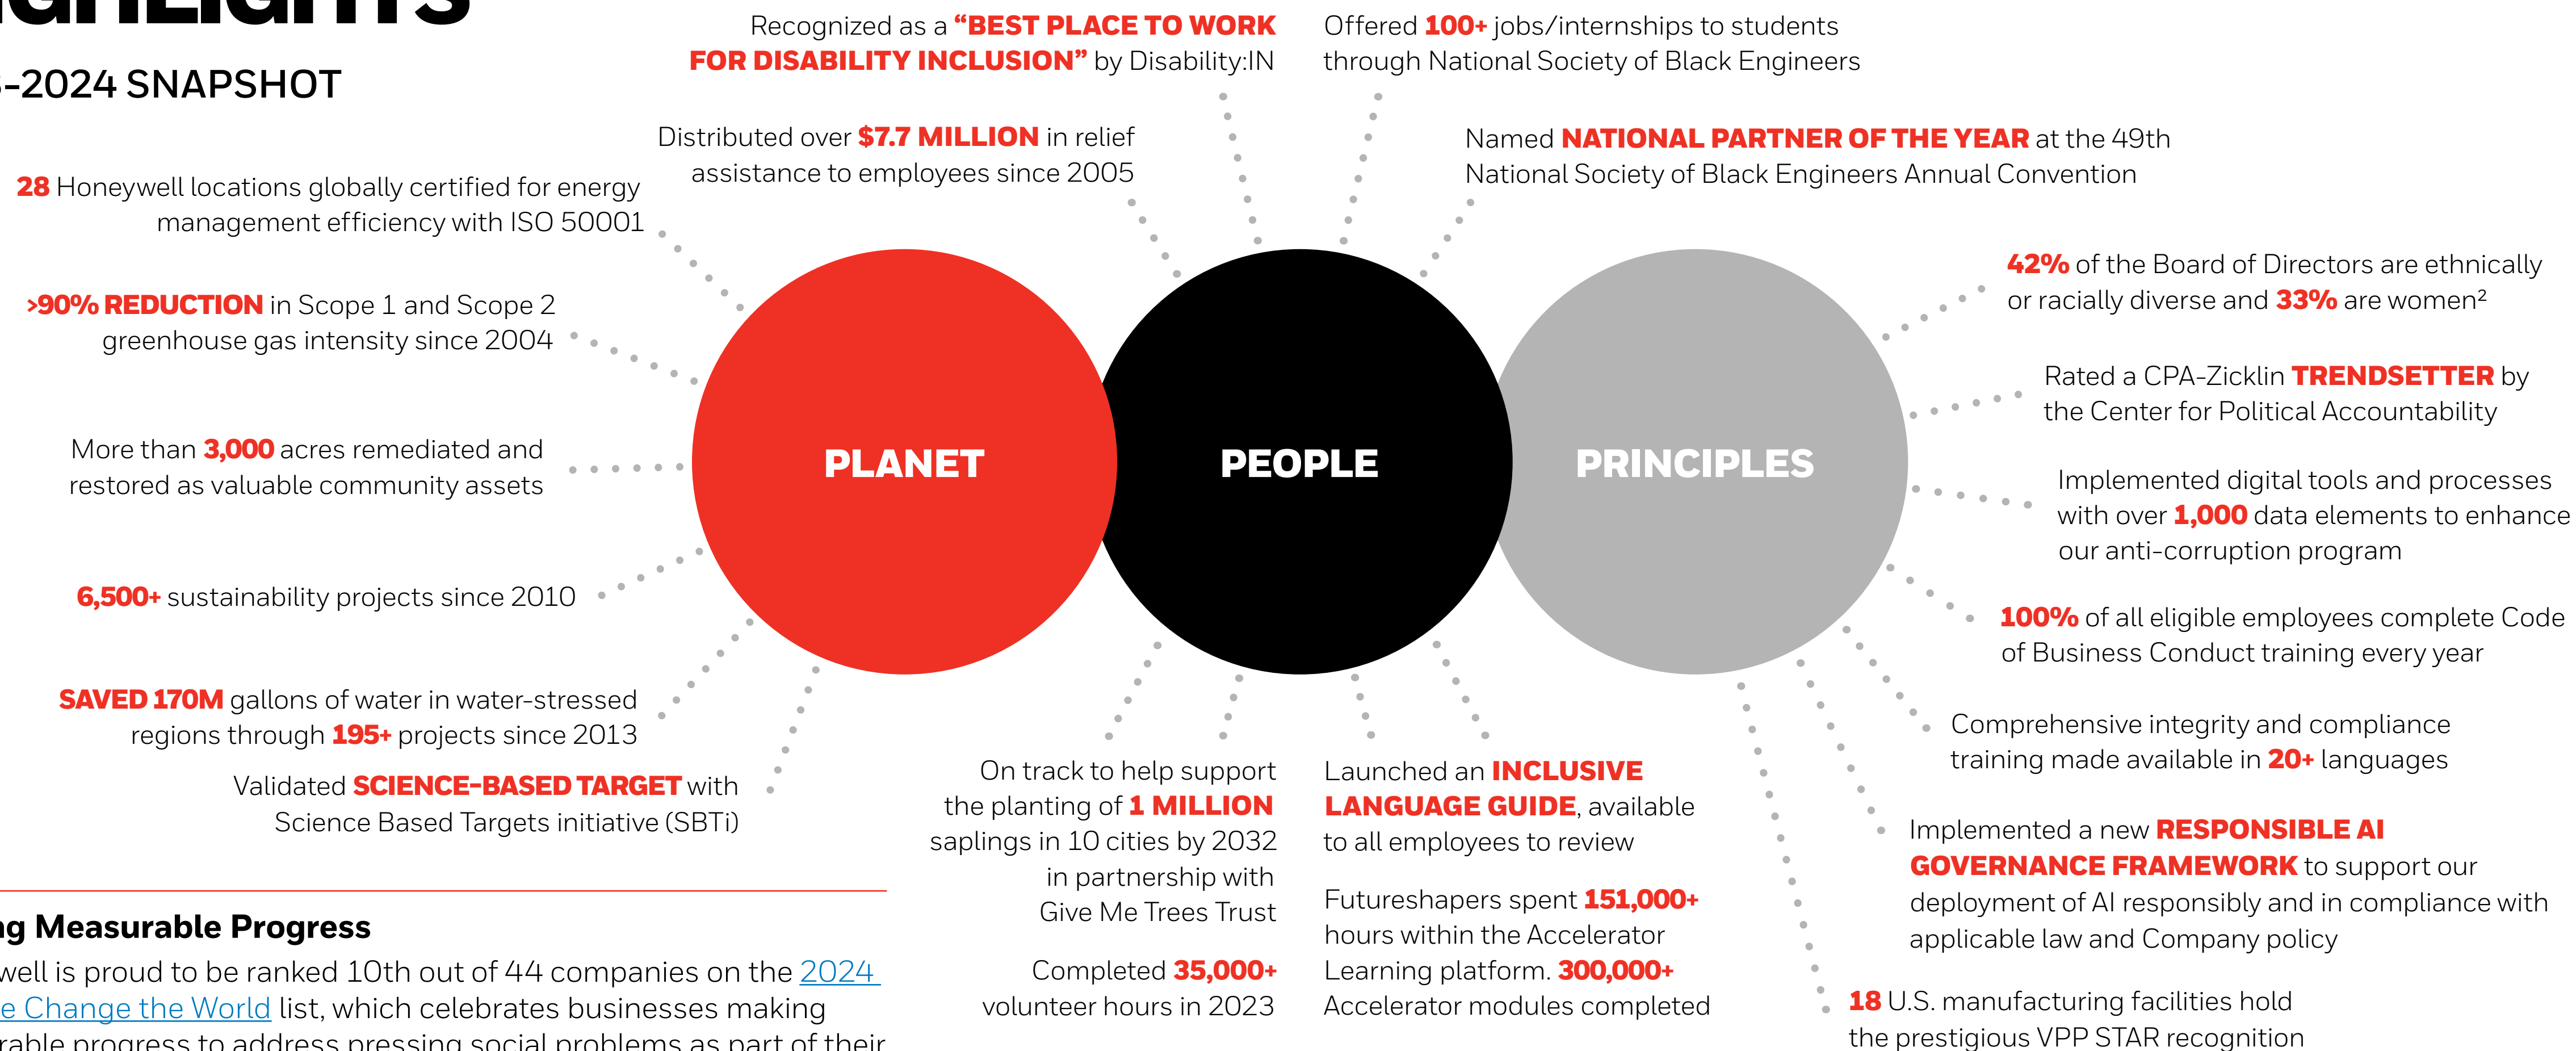 -2024 SNAPSHOT
Recognized as a “BEST PLACE TO WORK
FOR DISABILITY INCLUSION” by Disability:IN
Offered 100+ jobs/internships to students
through National Society of Black Engineers
Distributed over $7.7 MILLION in relief
assistance to employees since 2005
Named NATIONAL PARTNER OF THE YEAR at the 49th
National Society of Black Engineers Annual Convention
28 Honeywell locations globally certified for energy
management efficiency with ISO 50001
>90% REDUCTION in Scope 1 and Scope 2
greenhouse gas intensity since 2004
More than 3,000 acres remediated and
restored as valuable community assets
6,500+ sustainability projects since 2010
SAVED 170M gallons of water in water-stressed
regions through 195+ projects since 2013
Validated SCIENCE-BASED TARGET with
Science Based Targets initiative (SBTi)
PLANET
PEOPLE
PRINCIPLES
42% of the Board of Directors are ethnically
or racially diverse and 33% are women²
Rated a CPA-Zicklin TRENDSETTER by
the Center for Political Accountability
Implemented digital tools and processes
with over 1,000 data elements to enhance
our anti-corruption program
100% of all eligible employees complete Code
of Business Conduct training every year
Comprehensive integrity and compliance
training made available in 20+ languages
Implemented a new RESPONSIBLE AI
GOVERNANCE FRAMEWORK to support our
deployment of AI responsibly and in compliance with
applicable law and Company policy
18 U.S. manufacturing facilities hold
the prestigious VPP STAR recognition
On track to help support
the planting of 1 MILLION
saplings in 10 cities by 2032
in partnership with
Give Me Trees Trust
Completed 35,000+
volunteer hours in 2023
Launched an INCLUSIVE
LANGUAGE GUIDE, available
to all employees to review
Futureshapers spent 151,000+
hours within the Accelerator
Learning platform. 300,000+
Accelerator modules completed
ng Measurable Progress
well is proud to be ranked 10th out of 44 companies on the 2024
e Change the World list, which celebrates businesses making
rable progress to address pressing social problems as part of their